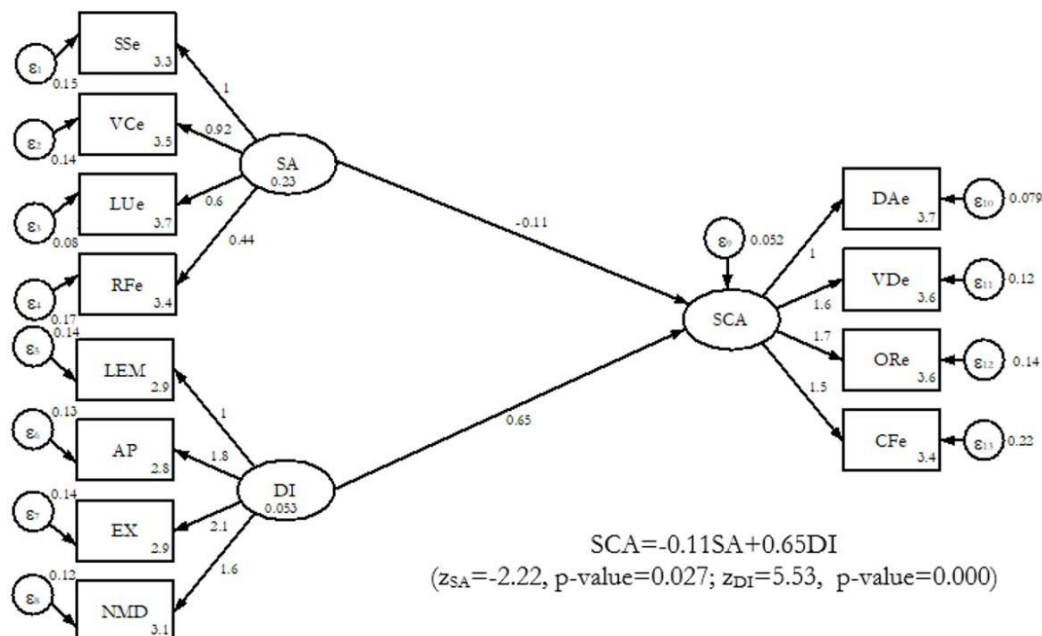 SSe
3.3
ε1
0.15
1
VCe
3.5
ε2
0.14
0.92
SA
0.23
LUe
3.7
ε3
0.08
0.6
RFe
3.4
ε4
0.17
0.44
-0.11
ε5
0.14
LEM
2.9
1
ε6
0.13
AP
2.8
1.8
DI
0.053
0.65
ε7
0.14
EX
2.9
2.1
ε8
0.12
NMD
3.1
1.6
ε9
0.052
SCA
DAe
3.7
1
ε10
0.079
VDe
3.6
1.6
ε11
0.12
ORe
3.6
1.7
ε12
0.14
CFe
3.4
1.5
ε13
0.22
SCA=-0.11SA+0.65DI
(zSA=-2.22, p-value=0.027; zDI=5.53, p-value=0.000)